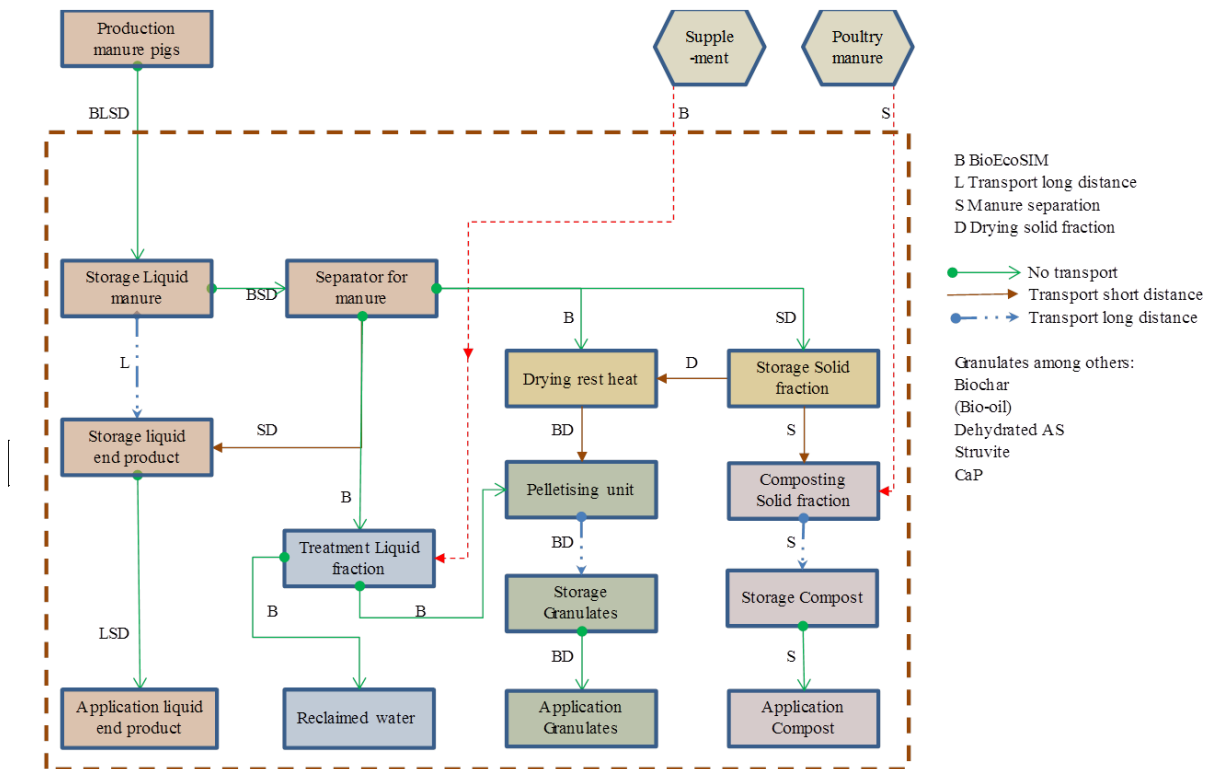 Production
manure pigs
Supple
-ment
Poultry
manure
BLSD
B
S
B BioEcoSIM
L Transport long distance
S Manure separation
D Drying solid fraction
Storage Liquid
manure
BSD
Separator for
manure
No transport
Transport short distance
Transport long distance
B
SD
L
Drying rest heat
D
Storage Solid
fraction
Granulates among others:
Biochar
(Bio-oil)
Dehydrated AS
Struvite
CaP
Storage liquid
end product
SD
BD
S
Pelletising unit
Composting
Solid fraction
B
Treatment Liquid
fraction
BD
S
Storage
Granulates
Storage Compost
B
B
LSD
BD
S
Application liquid
end product
Reclaimed water
Application
Granulates
Application
Compost